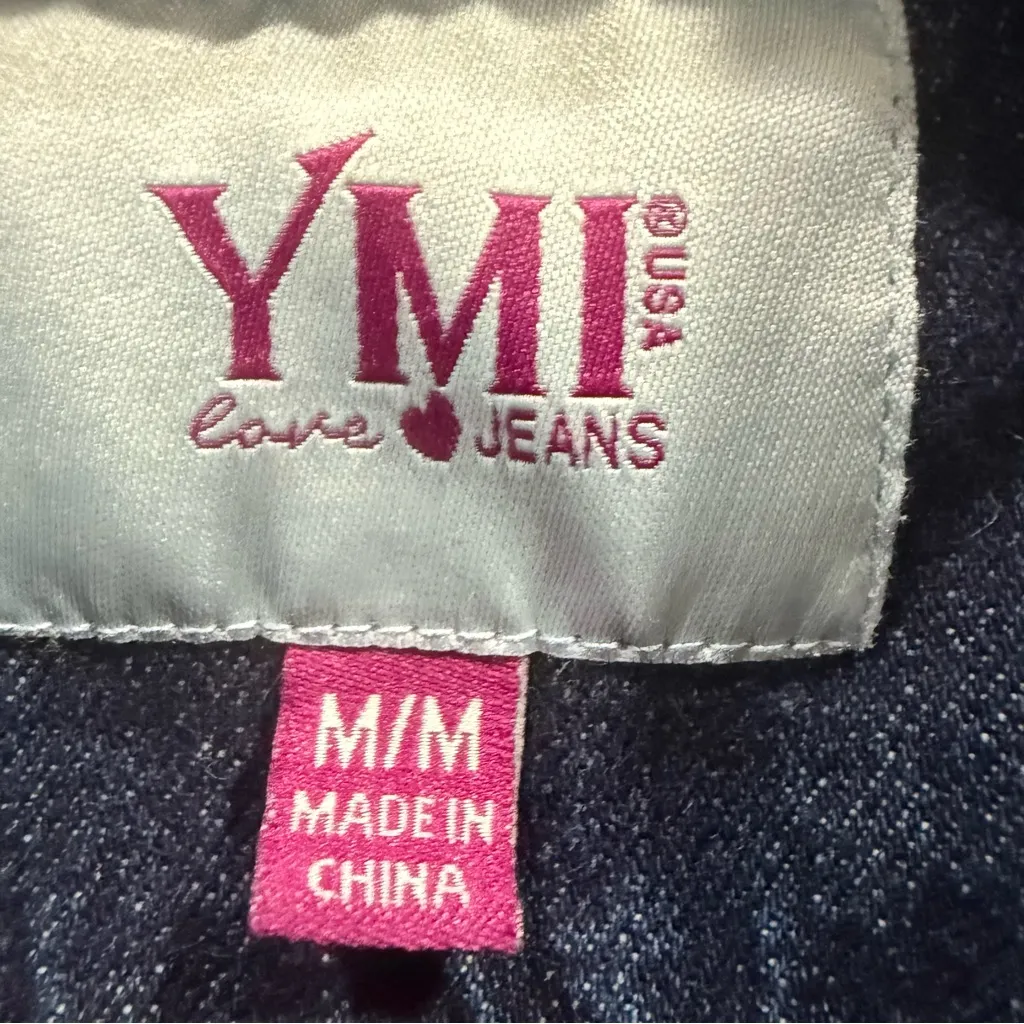 YMI ® USA
love JEANS
M/M
MADE IN
CHINA